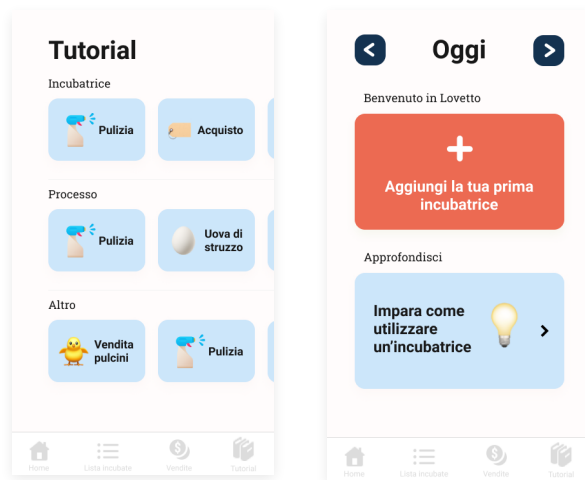 Tutorial
Incubatrice
Pulizia
Acquisto
Processo
Pulizia
Uova di
struzzo
Altro
Vendita
pulcini
Pulizia
Home
Lista incubate
Vendite
Tutorial
Oggi
Benvenuto in Lovetto
Aggiungi la tua prima
incubatrice
Approfondisci
Impara come
utilizzare
un'incubatrice
Home
Lista incubate
Vendite
Tutorial